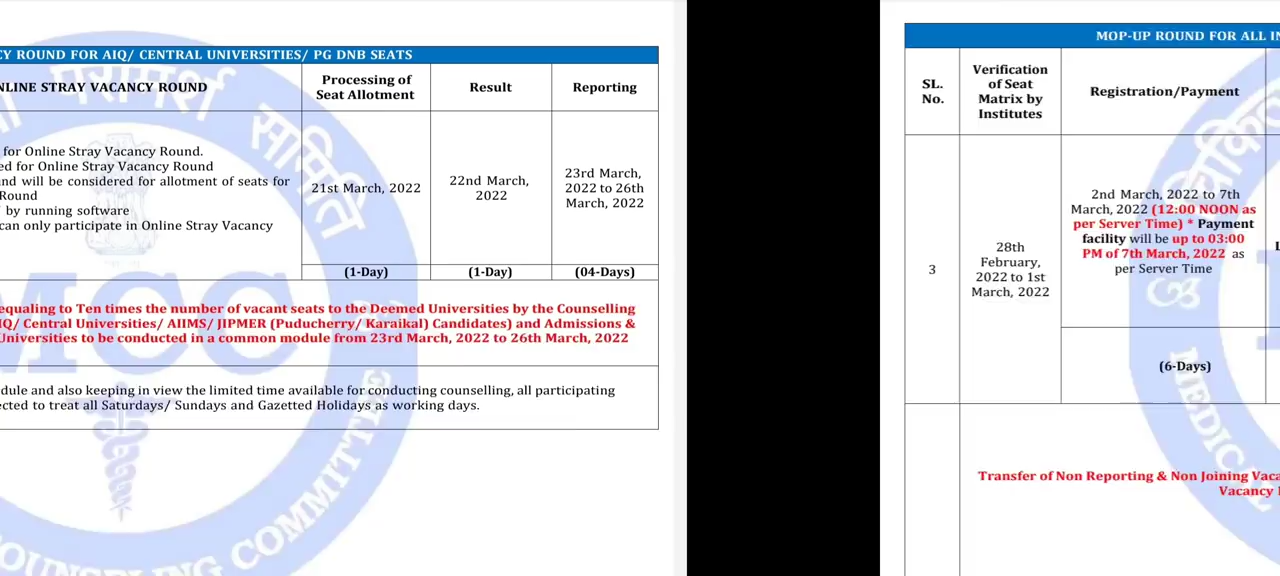 CY ROUND FOR AIQ/ CENTRAL UNIVERSITIES/ PG DNB SEATS
NLINE STRAY VACANCY ROUND
Processing of
Seat Allotment
Result
Reporting
for Online Stray Vacancy Round.
ed for Online Stray Vacancy Round
und will be considered for allotment of seats for
Round
by running software
can only participate in Online Stray Vacancy
21st March, 2022
22nd March,
2022
23rd March,
2022 to 26th
March, 2022
(1-Day)
(1-Day)
(04-Days)
equaling to Ten times the number of vacant seats to the Deemed Universities by the Counselling
IQ/ Central Universities/ AIIMS/ JIPMER (Puducherry/ Karaikal) Candidates) and Admissions &
Universities to be conducted in a common module from 23rd March, 2022 to 26th March, 2022
dule and also keeping in view the limited time available for conducting counselling, all participating
ected to treat all Saturdays/ Sundays and Gazetted Holidays as working days.
समिति
MCC
OUNSELING COMMITTEE
MOP-UP ROUND FOR ALL IN
SL.
No.
Verification
of Seat
Matrix by
Institutes
Registration/Payment
3
28th
February,
2022 to 1st
March, 2022
2nd March, 2022 to 7th
March, 2022 (12:00 NOON as
per Server Time) * Payment
facility will be up to 03:00
PM of 7th March, 2022 as
per Server Time
(6-Days)
Transfer of Non Reporting & Non Joining Vaca
Vacancy
MEDICAL